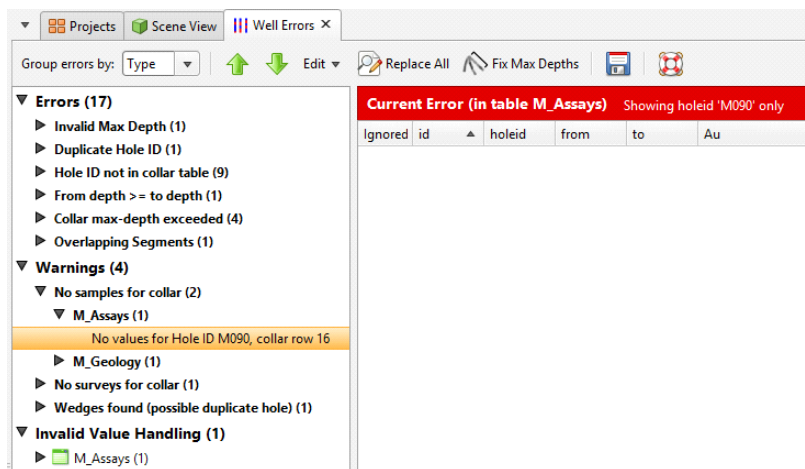 Projects Scene View Well Errors ×
Group errors by: Type Edit Replace All Fix Max Depths
Errors (17)
Invalid Max Depth (1)
Duplicate Hole ID (1)
Hole ID not in collar table (9)
From depth >= to depth (1)
Collar max-depth exceeded (4)
Overlapping Segments (1)
Warnings (4)
No samples for collar (2)
M_Assays (1)
No values for Hole ID M090, collar row 16
M_Geology (1)
No surveys for collar (1)
Wedges found (possible duplicate hole) (1)
Invalid Value Handling (1)
M_Assays (1)
Current Error (in table M_Assays) Showing holeid 'M090' only
Ignored id holeid from to Au